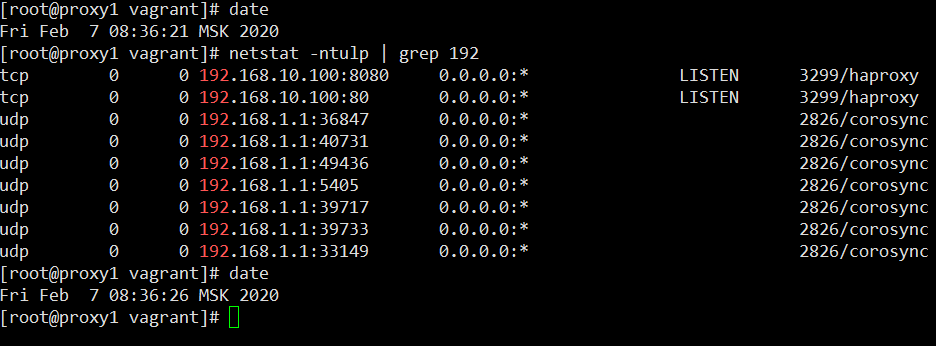 [root@proxy1 vagrant]# date
Fri Feb  7 08:36:21 MSK 2020
[root@proxy1 vagrant]# netstat -ntulp | grep 192
tcp        0      0 192.168.10.100:8080     0.0.0.0:*               LISTEN      3299/haproxy
tcp        0      0 192.168.10.100:80       0.0.0.0:*               LISTEN      3299/haproxy
udp        0      0 192.168.1.1:36847       0.0.0.0:*                           2826/corosync
udp        0      0 192.168.1.1:40731       0.0.0.0:*                           2826/corosync
udp        0      0 192.168.1.1:49436       0.0.0.0:*                           2826/corosync
udp        0      0 192.168.1.1:5405        0.0.0.0:*                           2826/corosync
udp        0      0 192.168.1.1:39717       0.0.0.0:*                           2826/corosync
udp        0      0 192.168.1.1:39733       0.0.0.0:*                           2826/corosync
udp        0      0 192.168.1.1:33149       0.0.0.0:*                           2826/corosync
[root@proxy1 vagrant]# date
Fri Feb  7 08:36:26 MSK 2020
[root@proxy1 vagrant]#